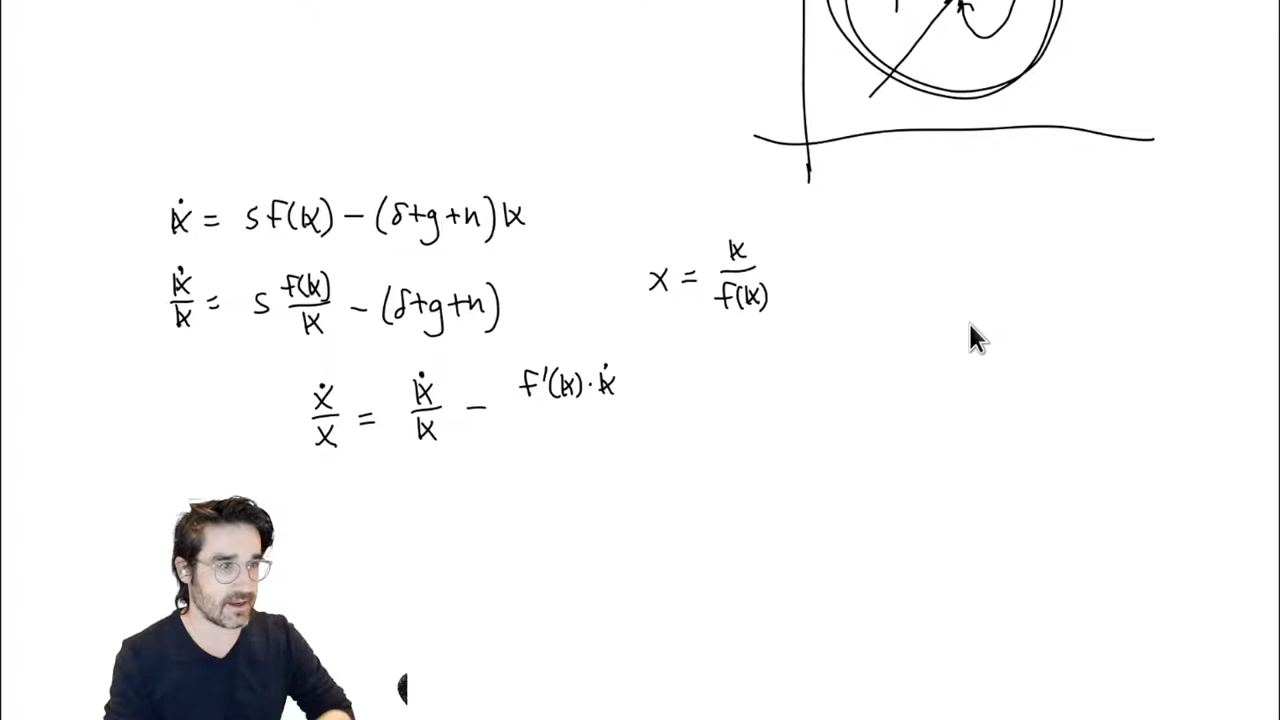 k̇ = s f(k) − (δ+g+n) k
k̇/k = s f(k)/k − (δ+g+n)
x = k/f(k)
ẋ/x = k̇/k − f'(k)·k̇